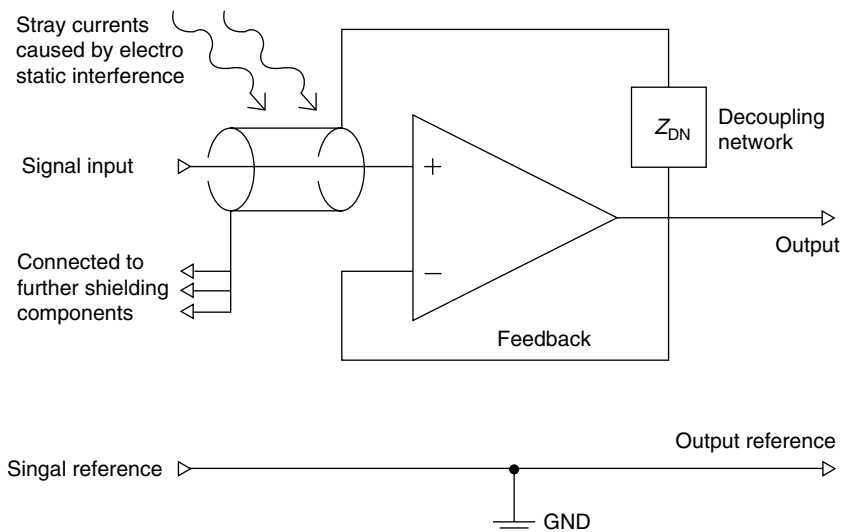 Stray currents
caused by electro
static interference
Z_DN
Decoupling
network
Signal input
+
−
Output
Connected to
further shielding
components
Feedback
Output reference
Singal reference
GND